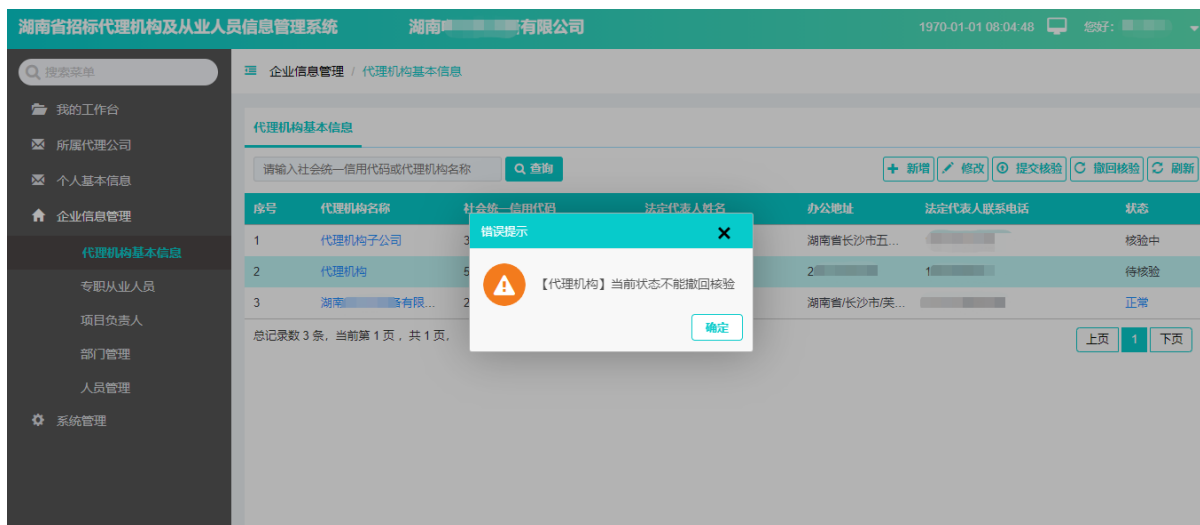 湖南省招标代理机构及从业人员信息管理系统 湖南 有限公司 1970-01-01 08:04:48 您好:
搜索菜单
企业信息管理 / 代理机构基本信息
我的工作台
所属代理公司
个人基本信息
企业信息管理
代理机构基本信息
专职从业人员
项目负责人
部门管理
人员管理
系统管理
代理机构基本信息
请输入社会统一信用代码或代理机构名称 查询 新增 修改 提交核验 撤回核验 刷新
序号 代理机构名称 社会统一信用代码 法定代表人姓名 办公地址 法定代表人联系电话 状态
1 代理机构子公司 3 湖南省长沙市五... 核验中
2 代理机构 5 2 1 待核验
3 湖南 有限... 2 湖南省/长沙市/芙... 正常
总记录数 3 条, 当前第 1 页, 共 1 页,
上页 1 下页
错误提示
【代理机构】当前状态不能撤回核验
确定